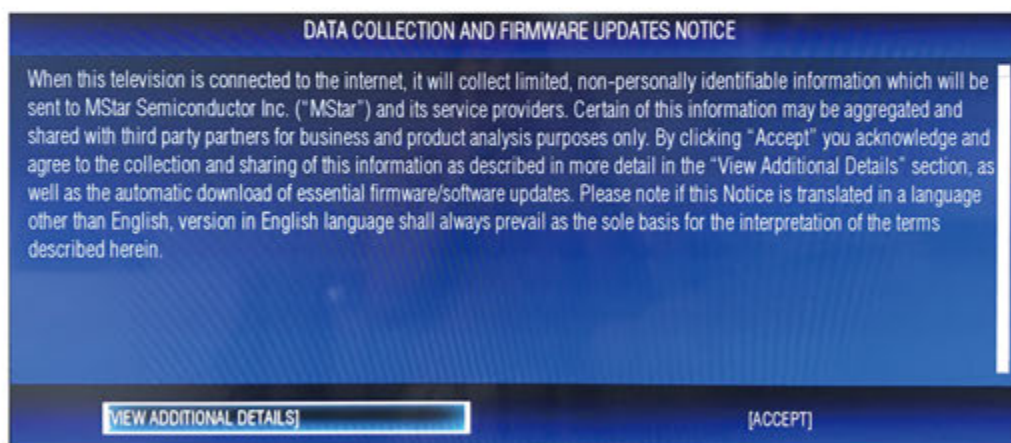 DATA COLLECTION AND FIRMWARE UPDATES NOTICE
When this television is connected to the internet, it will collect limited, non-personally identifiable information which will be
sent to MStar Semiconductor Inc. (“MStar”) and its service providers. Certain of this information may be aggregated and
shared with third party partners for business and product analysis purposes only. By clicking “Accept” you acknowledge and
agree to the collection and sharing of this information as described in more detail in the “View Additional Details” section, as
well as the automatic download of essential firmware/software updates. Please note if this Notice is translated in a language
other than English, version in English language shall always prevail as the sole basis for the interpretation of the terms
described herein.
[VIEW ADDITIONAL DETAILS]
[ACCEPT]